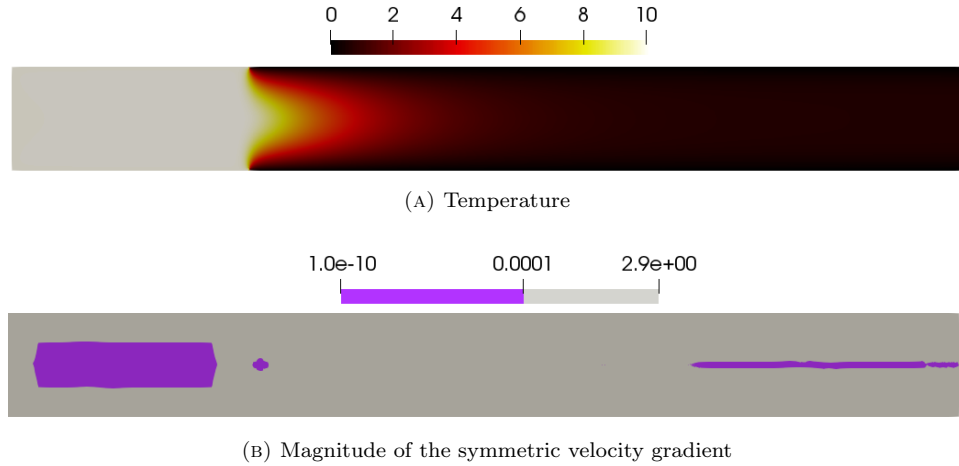 0 2 4 6 8 10
(A) Temperature
1.0e-10 0.0001 2.9e+00
(B) Magnitude of the symmetric velocity gradient